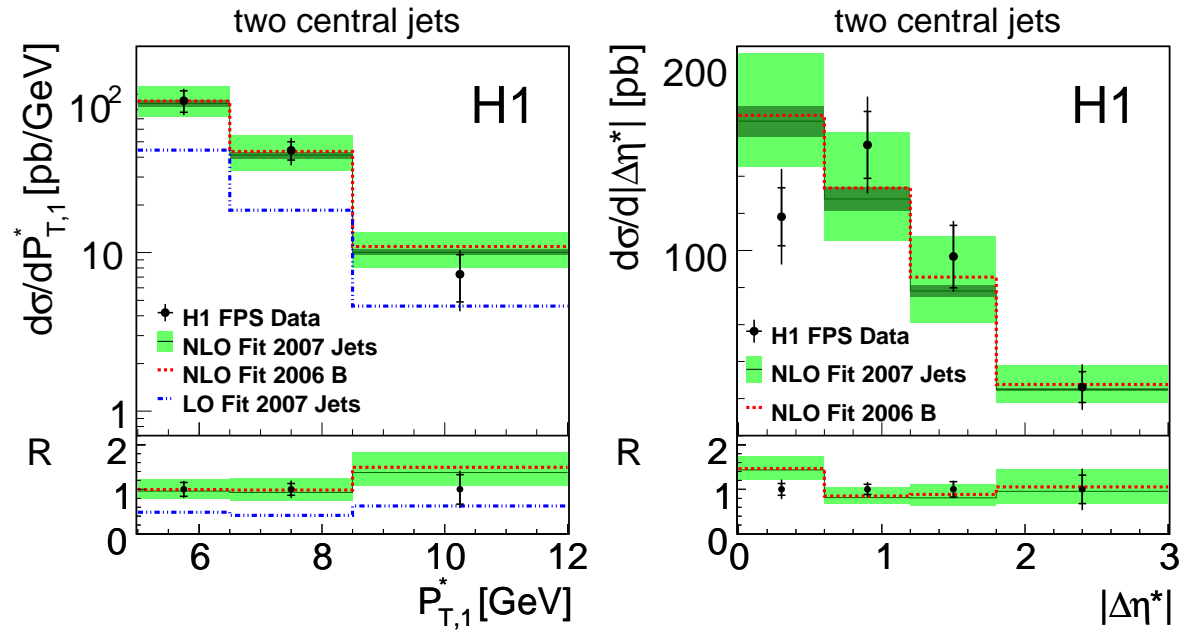 two central jets
dσ/dP*T,1 [pb/GeV]
10²
10
1
H1
H1 FPS Data
NLO Fit 2007 Jets
NLO Fit 2006 B
LO Fit 2007 Jets
R
2
1
0
6 8 10 12
P*T,1 [GeV]
two central jets
dσ/d|Δη*| [pb]
200
100
H1
H1 FPS Data
NLO Fit 2007 Jets
NLO Fit 2006 B
R
2
1
0
0 1 2 3
|Δη*|